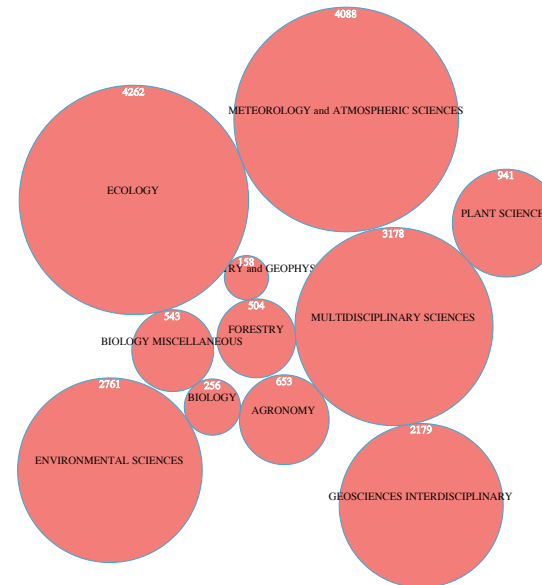 4088
METEOROLOGY and ATMOSPHERIC SCIENCES
4262
ECOLOGY
941
PLANT SCIENCE
3178
MULTIDISCIPLINARY SCIENCES
158
RY and GEOPHYS
504
FORESTRY
543
BIOLOGY MISCELLANEOUS
256
BIOLOGY
653
AGRONOMY
2761
ENVIRONMENTAL SCIENCES
2179
GEOSCIENCES INTERDISCIPLINARY